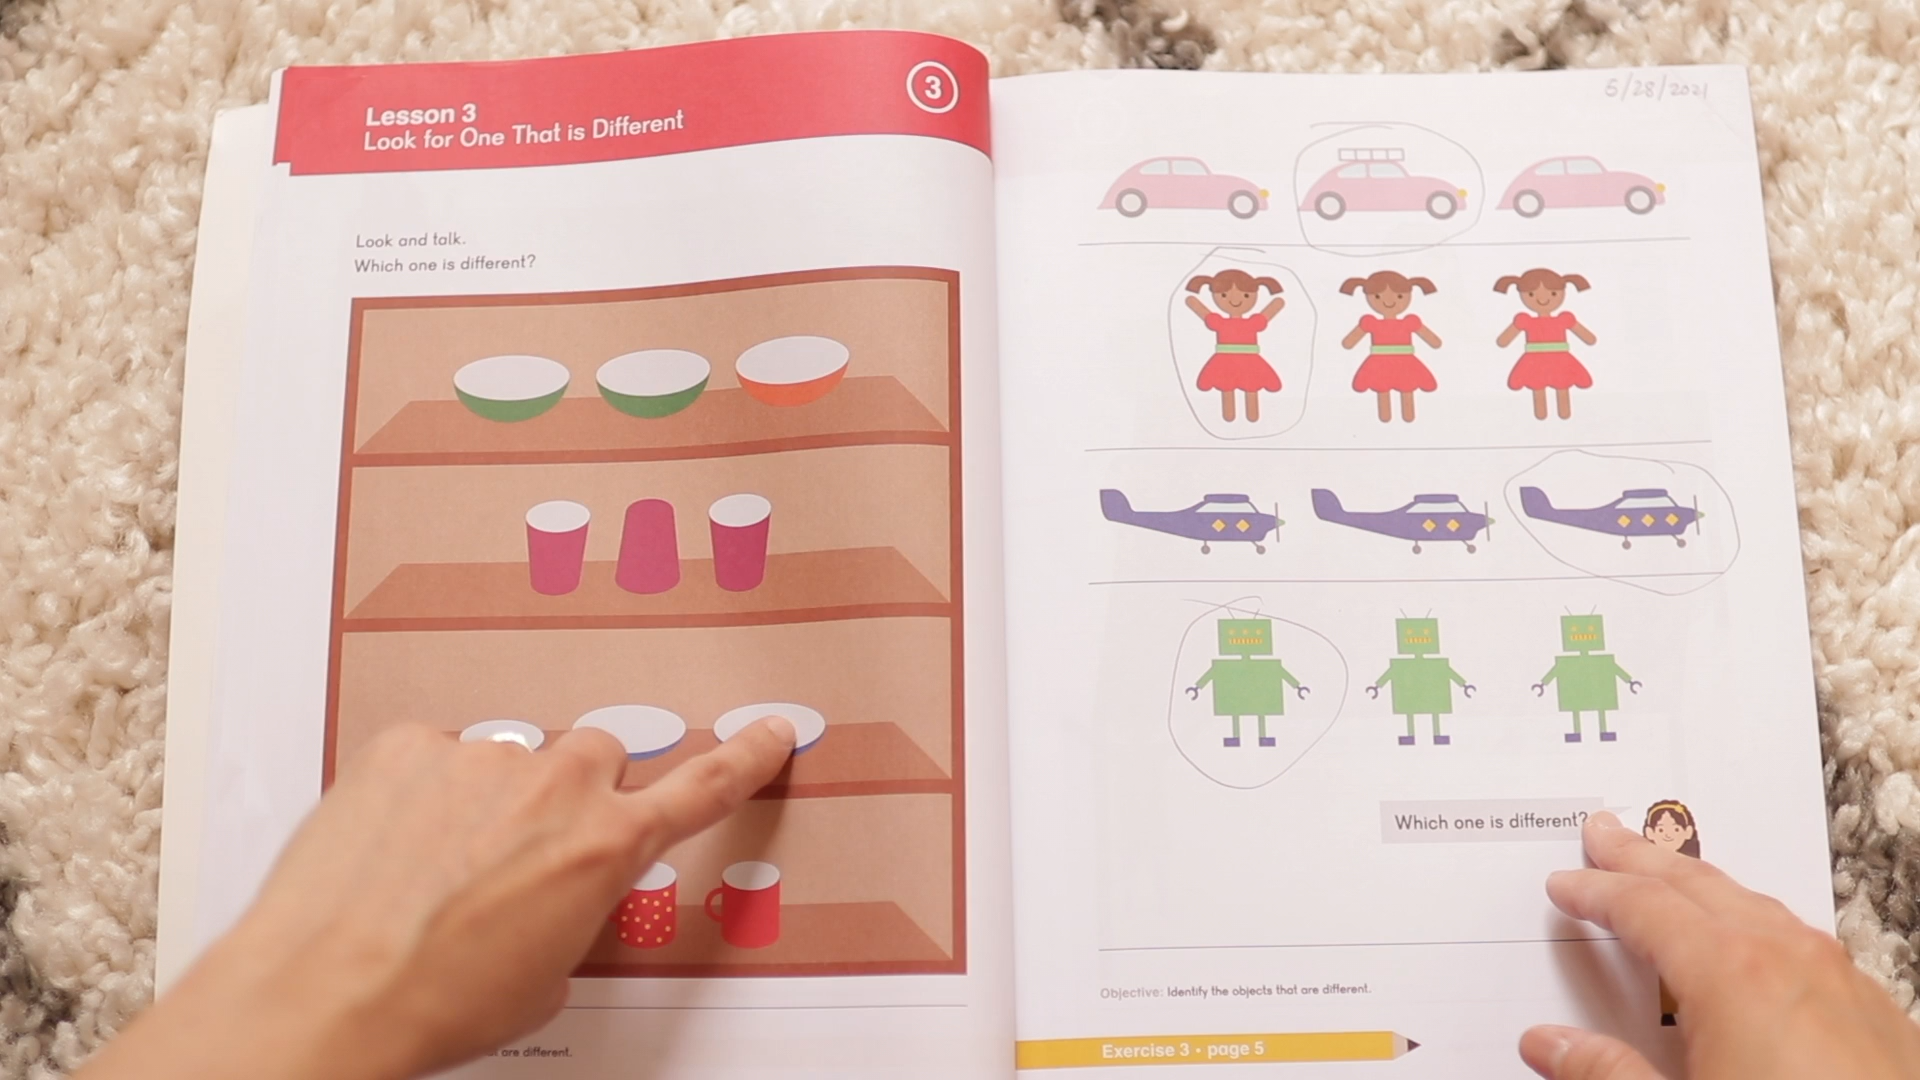 Lesson 3
Look for One That is Different
3
Look and talk.
Which one is different?
are different.
5/28/2021
Which one is different?
Objective: Identify the objects that are different.
Exercise 3 • page 5